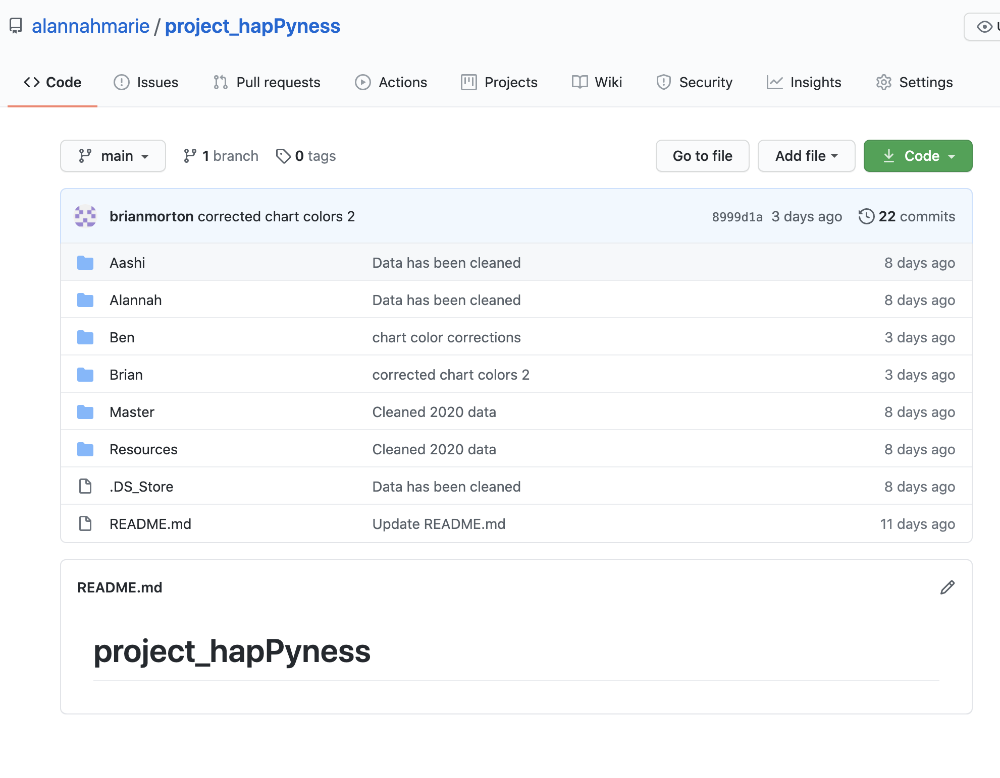 alannahmarie / project_hapPyness
Code Issues Pull requests Actions Projects Wiki Security Insights Settings
main 1 branch 0 tags Go to file Add file Code
brianmorton corrected chart colors 2 8999d1a 3 days ago 22 commits
Aashi Data has been cleaned 8 days ago
Alannah Data has been cleaned 8 days ago
Ben chart color corrections 3 days ago
Brian corrected chart colors 2 3 days ago
Master Cleaned 2020 data 8 days ago
Resources Cleaned 2020 data 8 days ago
.DS_Store Data has been cleaned 8 days ago
README.md Update README.md 11 days ago
README.md
project_hapPyness